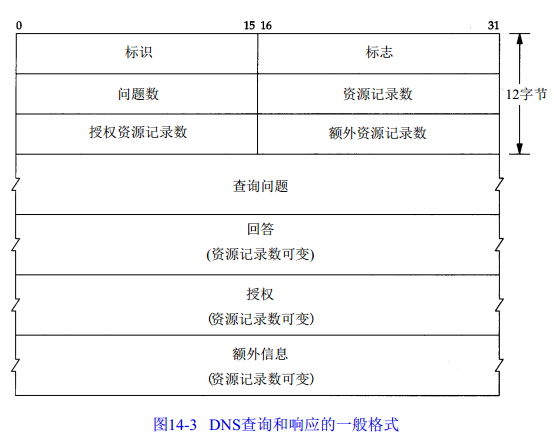 0 15 16 31
标识 标志
问题数 资源记录数 12字节
授权资源记录数 额外资源记录数
查询问题
回答
(资源记录数可变)
授权
(资源记录数可变)
额外信息
(资源记录数可变)
图14-3 DNS查询和响应的一般格式